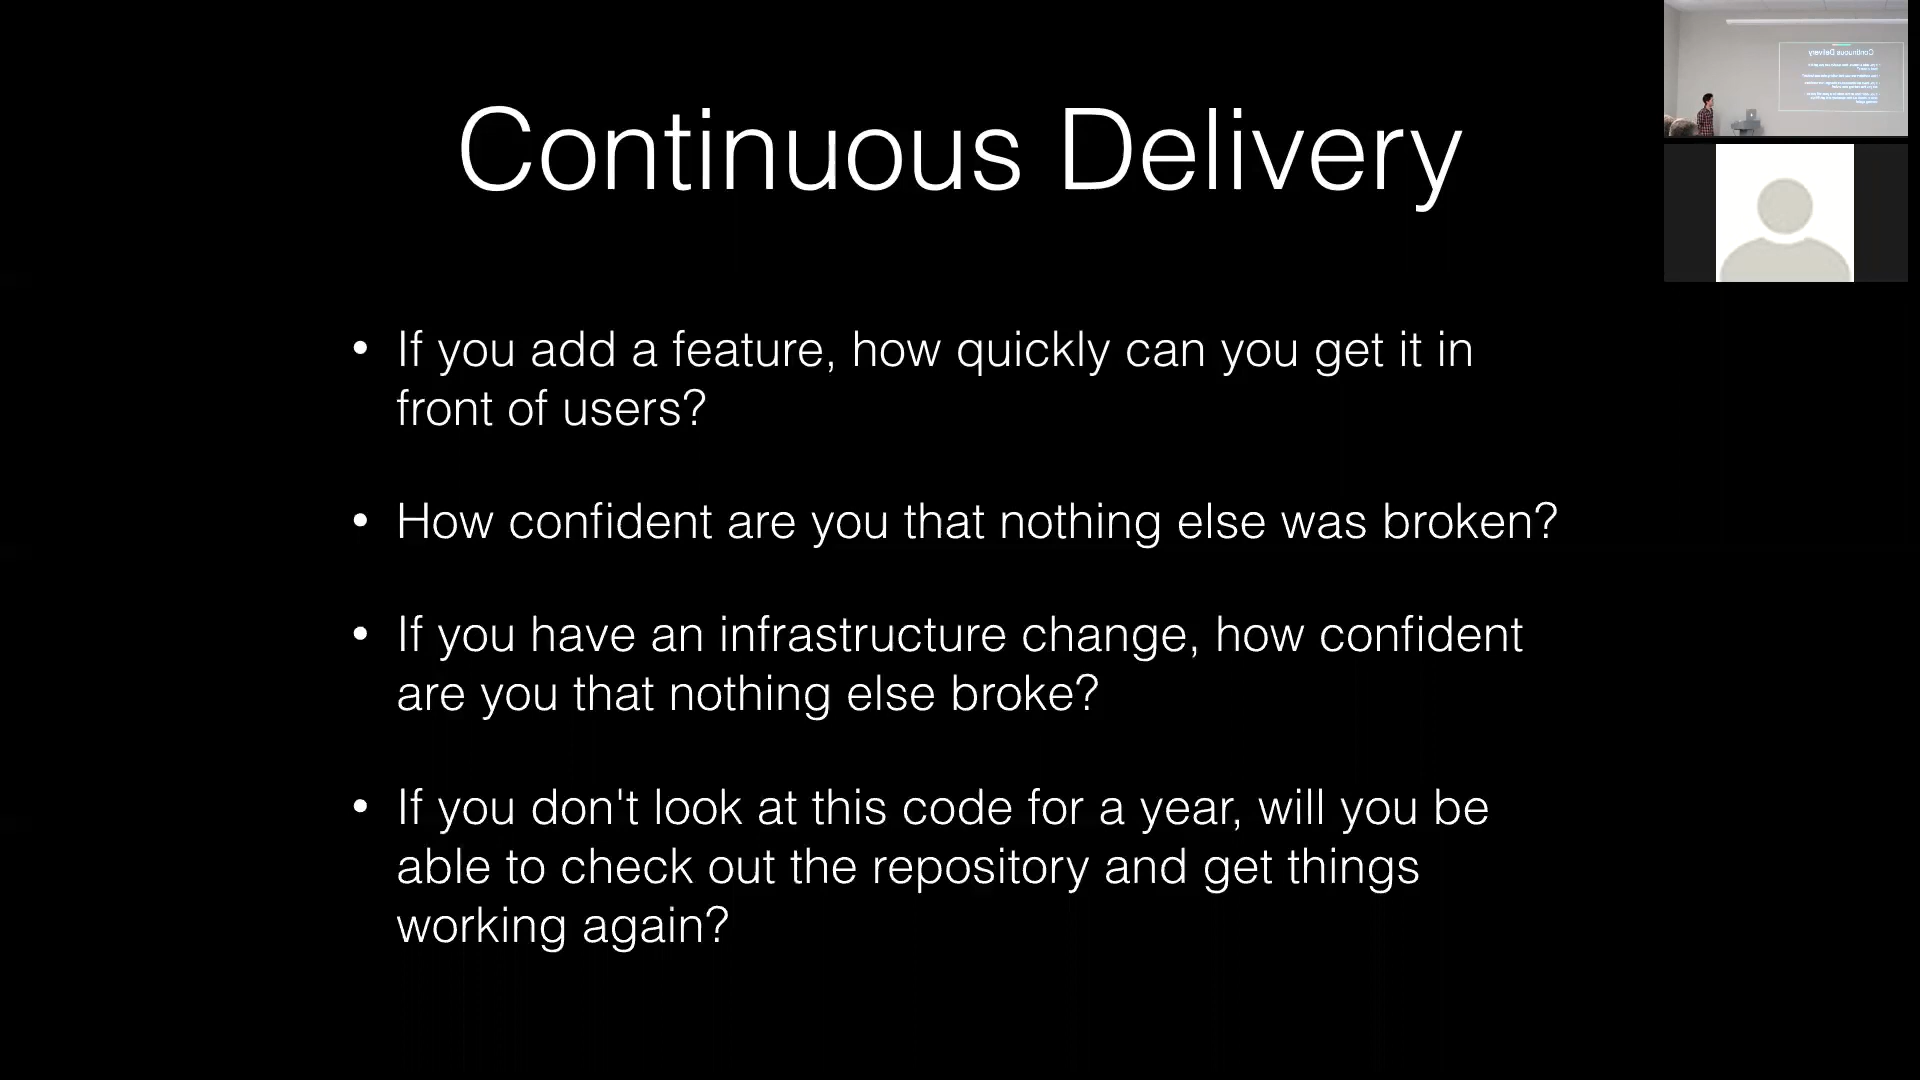 Continuous Delivery
• If you add a feature, how quickly can you get it in
front of users?
• How confident are you that nothing else was broken?
• If you have an infrastructure change, how confident
are you that nothing else broke?
• If you don't look at this code for a year, will you be
able to check out the repository and get things
working again?
Continuous Delivery